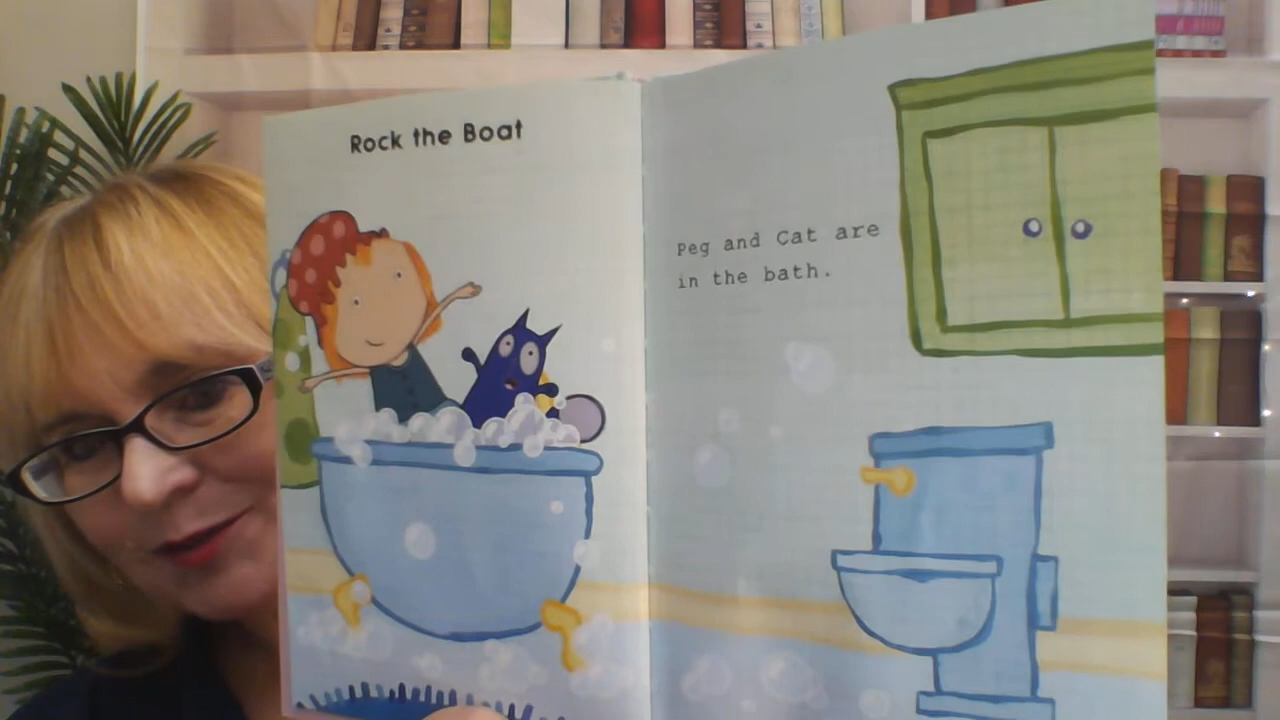 Rock the Boat
Peg and Cat are
in the bath.